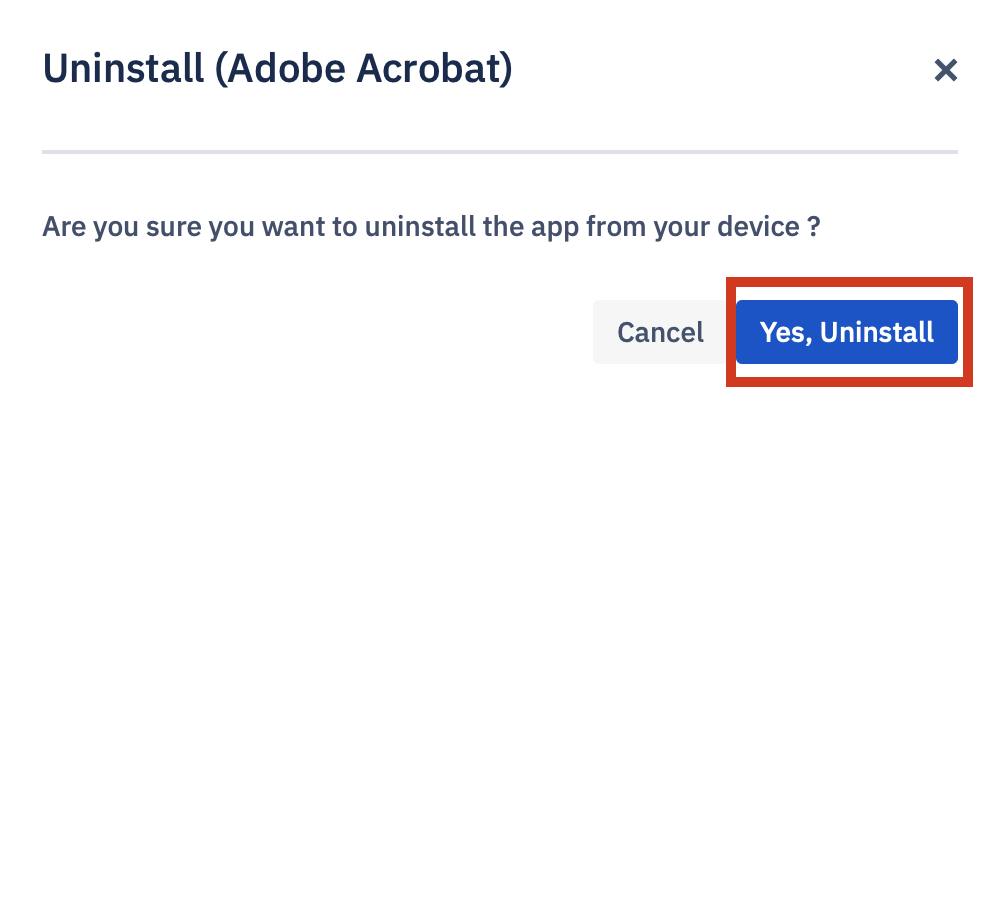 Uninstall (Adobe Acrobat)
Are you sure you want to uninstall the app from your device ?
Cancel
Yes, Uninstall